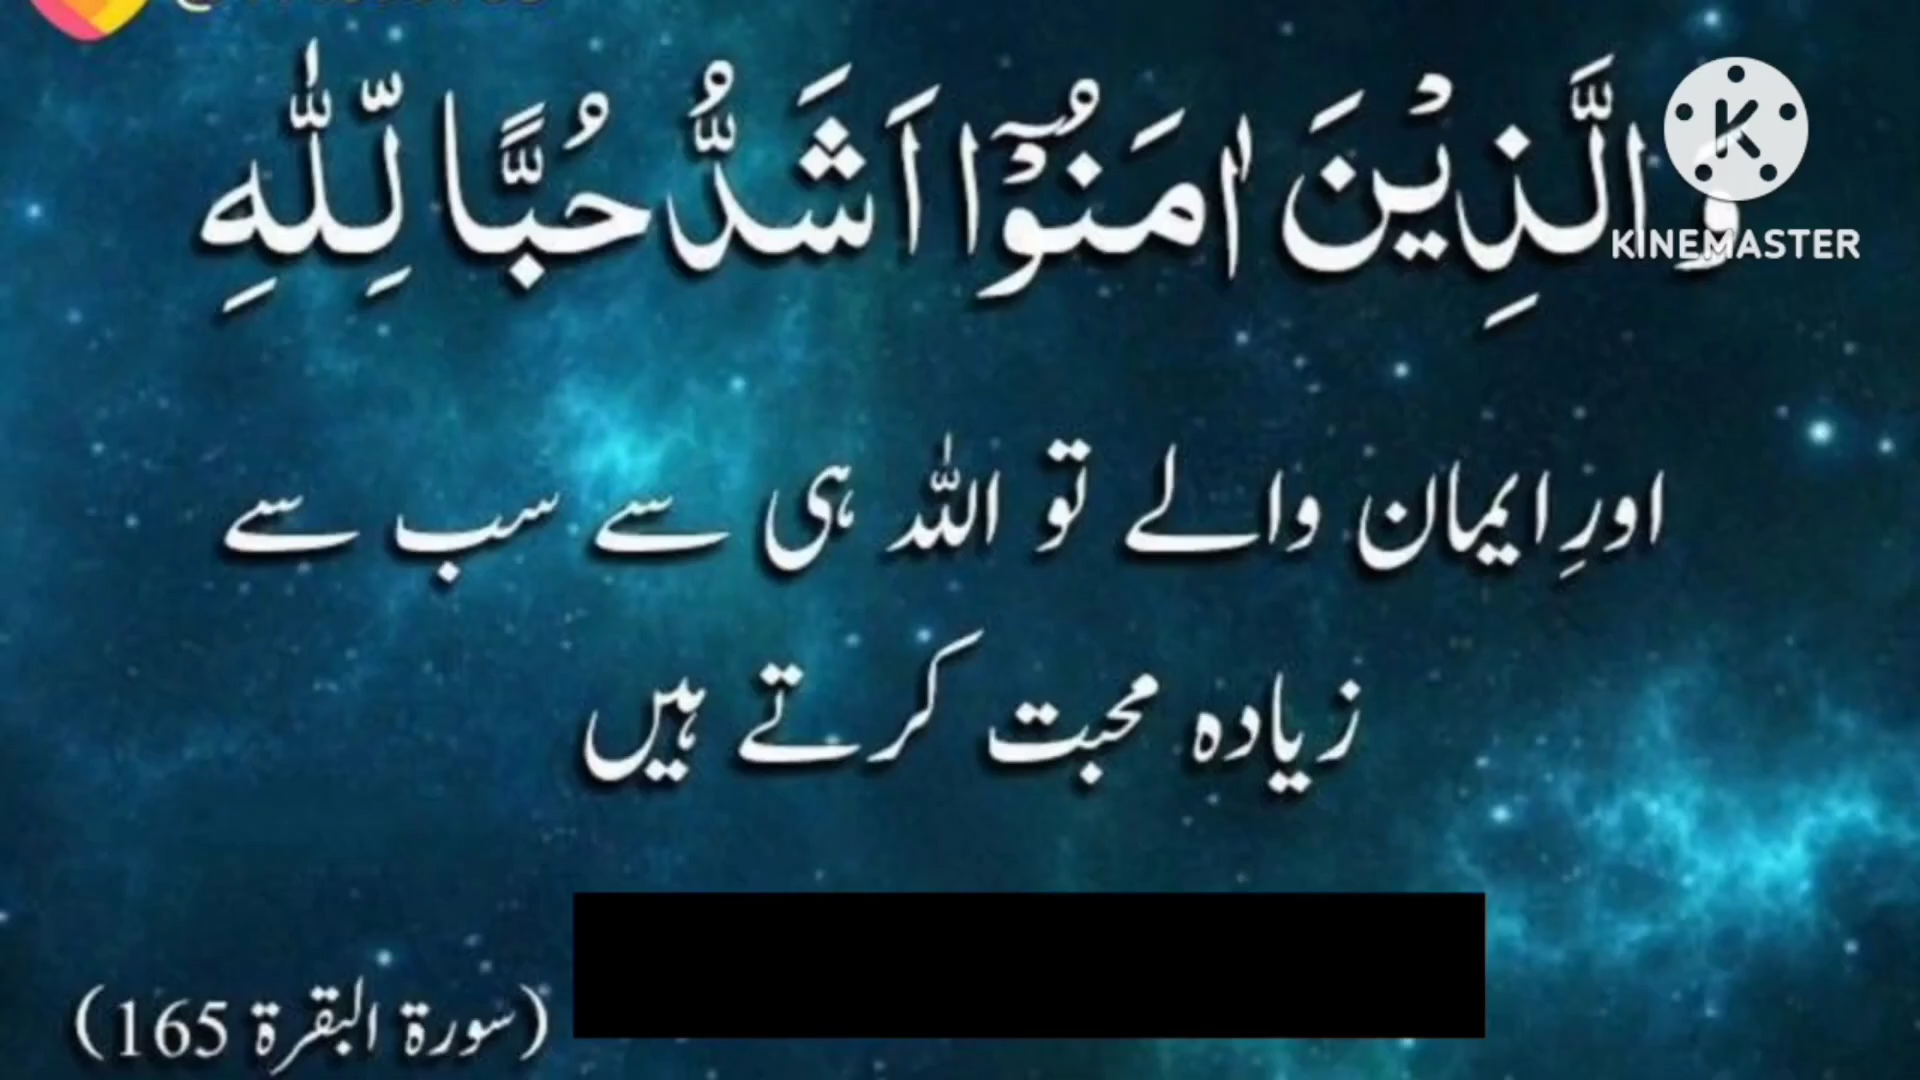 وَالَّذِیْنَ اٰمَنُوْۤا اَشَدُّ حُبًّا لِّلّٰهِ
KINEMASTER
اورِ ایمان والے تو اللہ ہی سے سب سے
زیادہ محبت کرتے ہیں
(سورۃ البقرۃ 165)